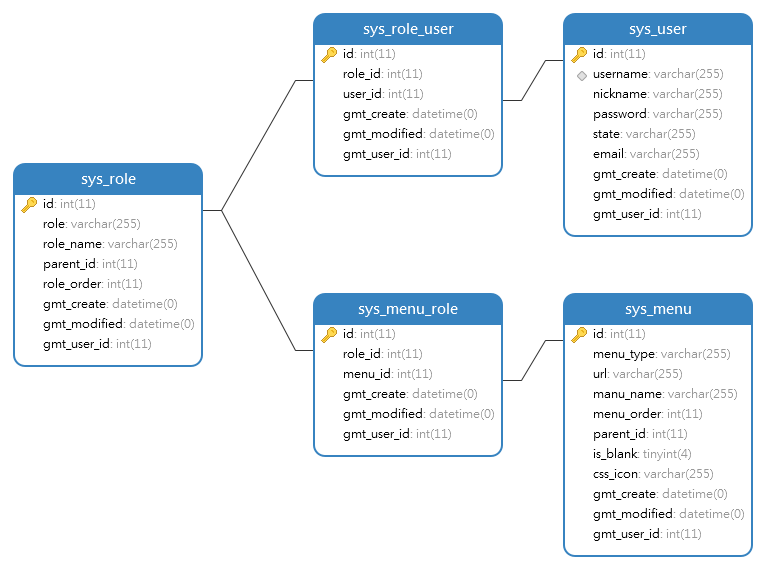 sys_role
id: int(11)
role: varchar(255)
role_name: varchar(255)
parent_id: int(11)
role_order: int(11)
gmt_create: datetime(0)
gmt_modified: datetime(0)
gmt_user_id: int(11)
sys_role_user
id: int(11)
role_id: int(11)
user_id: int(11)
gmt_create: datetime(0)
gmt_modified: datetime(0)
gmt_user_id: int(11)
sys_user
id: int(11)
username: varchar(255)
nickname: varchar(255)
password: varchar(255)
state: varchar(255)
email: varchar(255)
gmt_create: datetime(0)
gmt_modified: datetime(0)
gmt_user_id: int(11)
sys_menu_role
id: int(11)
role_id: int(11)
menu_id: int(11)
gmt_create: datetime(0)
gmt_modified: datetime(0)
gmt_user_id: int(11)
sys_menu
id: int(11)
menu_type: varchar(255)
url: varchar(255)
manu_name: varchar(255)
menu_order: int(11)
parent_id: int(11)
is_blank: tinyint(4)
css_icon: varchar(255)
gmt_create: datetime(0)
gmt_modified: datetime(0)
gmt_user_id: int(11)